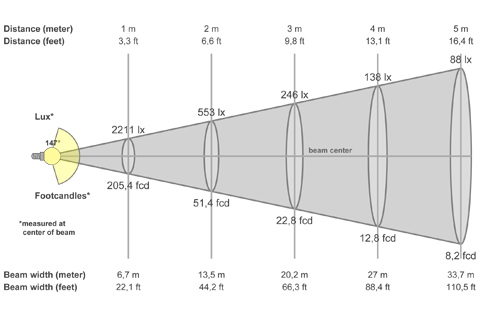 Distance (meter) 1 m 2 m 3 m 4 m 5 m
Distance (feet) 3,3 ft 6,6 ft 9,8 ft 13,1 ft 16,4 ft
88 lx
138 lx
246 lx
553 lx
Lux*
2211 lx
147°
beam center
205,4 fcd
Footcandles*
51,4 fcd
22,8 fcd
*measured at
center of beam
12,8 fcd
8,2 fcd
Beam width (meter) 6,7 m 13,5 m 20,2 m 27 m 33,7 m
Beam width (feet) 22,1 ft 44,2 ft 66,3 ft 88,4 ft 110,5 ft